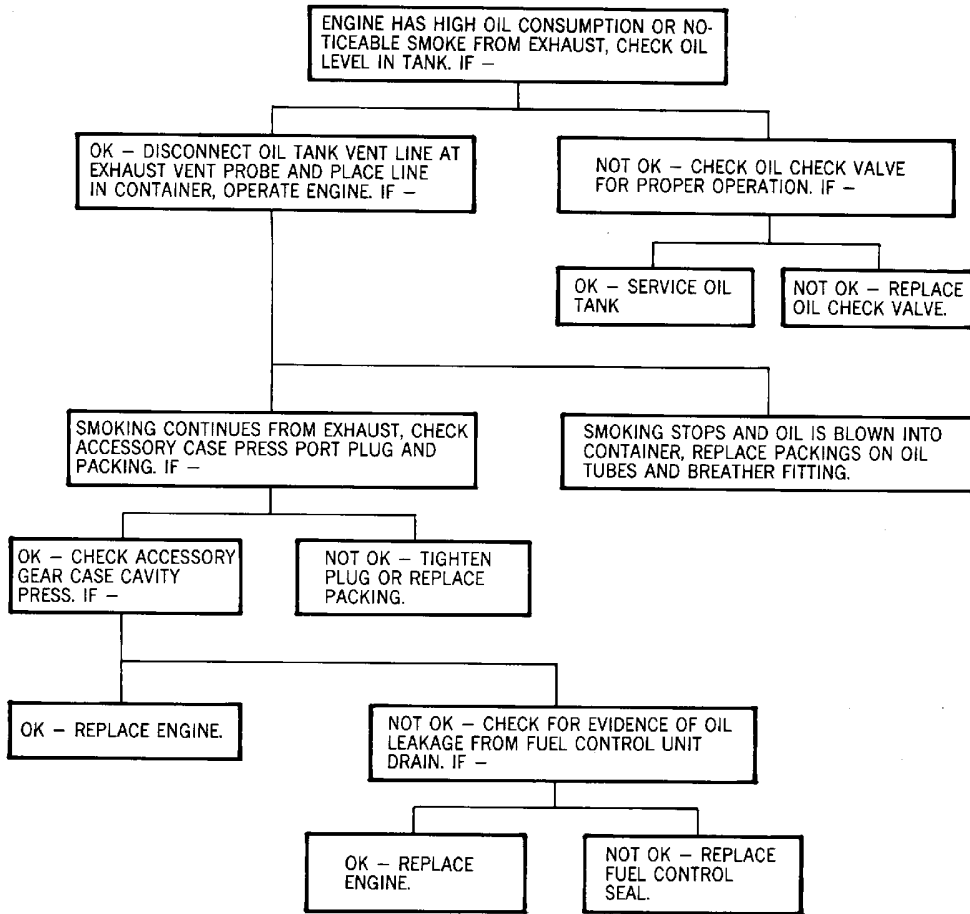 ENGINE HAS HIGH OIL CONSUMPTION OR NO-
TICEABLE SMOKE FROM EXHAUST, CHECK OIL
LEVEL IN TANK. IF —
OK — DISCONNECT OIL TANK VENT LINE AT
EXHAUST VENT PROBE AND PLACE LINE
IN CONTAINER, OPERATE ENGINE. IF —
NOT OK — CHECK OIL CHECK VALVE
FOR PROPER OPERATION. IF —
OK — SERVICE OIL
TANK
NOT OK — REPLACE
OIL CHECK VALVE.
SMOKING CONTINUES FROM EXHAUST, CHECK
ACCESSORY CASE PRESS PORT PLUG AND
PACKING. IF —
SMOKING STOPS AND OIL IS BLOWN INTO
CONTAINER, REPLACE PACKINGS ON OIL
TUBES AND BREATHER FITTING.
OK — CHECK ACCESSORY
GEAR CASE CAVITY
PRESS. IF —
NOT OK — TIGHTEN
PLUG OR REPLACE
PACKING.
OK — REPLACE ENGINE.
NOT OK — CHECK FOR EVIDENCE OF OIL
LEAKAGE FROM FUEL CONTROL UNIT
DRAIN. IF —
OK — REPLACE
ENGINE.
NOT OK — REPLACE
FUEL CONTROL
SEAL.